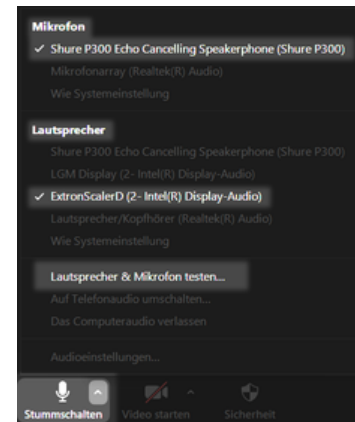 Mikrofon
✓ Shure P300 Echo Cancelling Speakerphone (Shure P300)
Mikrofonarray (Realtek(R) Audio)
Wie Systemeinstellung
Lautsprecher
Shure P300 Echo Cancelling Speakerphone (Shure P300)
LGM Display (2- Intel(R) Display-Audio)
✓ ExtronScalerD (2- Intel(R) Display-Audio)
Lautsprecher/Kopfhörer (Realtek(R) Audio)
Wie Systemeinstellung
Lautsprecher & Mikrofon testen...
Auf Telefonaudio umschalten...
Das Computeraudio verlassen
Audioeinstellungen...
Stummschalten Video starten Sicherheit